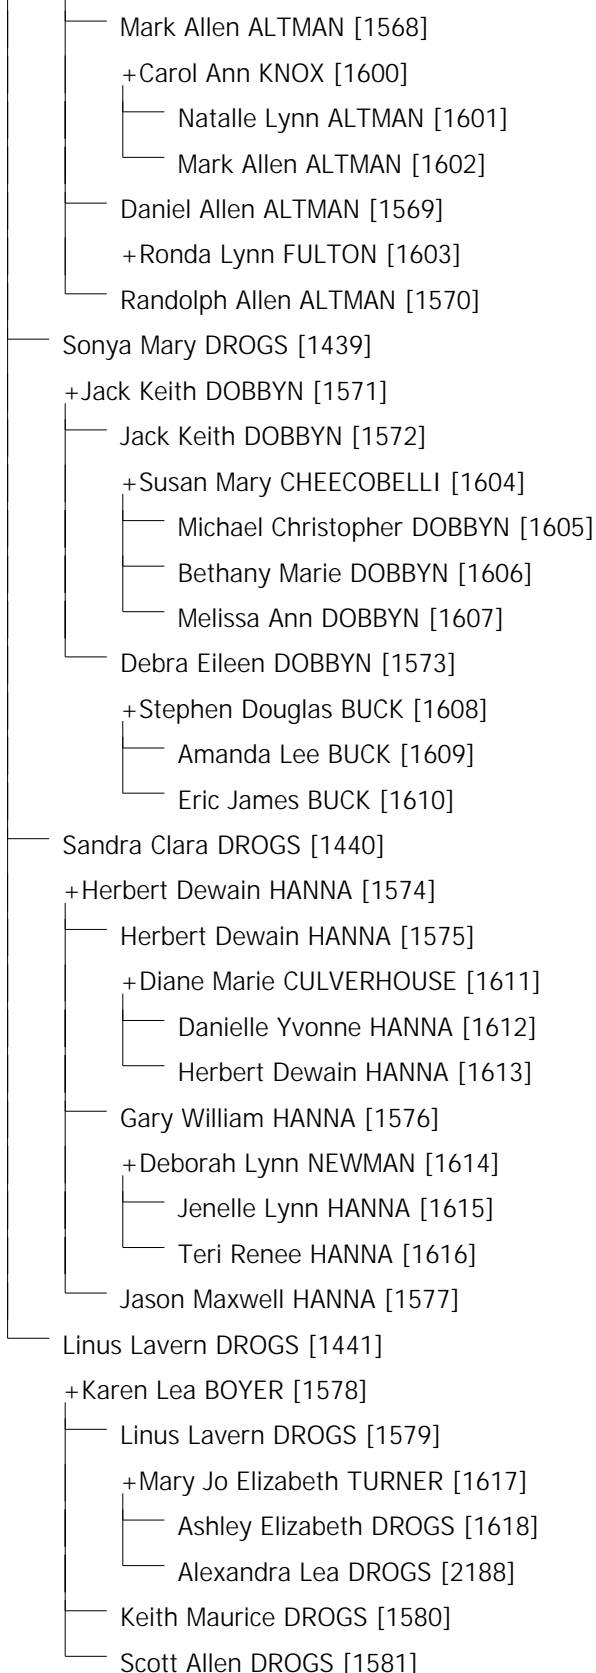 Mark Allen ALTMAN [1568]
+Carol Ann KNOX [1600]
Natalle Lynn ALTMAN [1601]
Mark Allen ALTMAN [1602]
Daniel Allen ALTMAN [1569]
+Ronda Lynn FULTON [1603]
Randolph Allen ALTMAN [1570]
Sonya Mary DROGS [1439]
+Jack Keith DOBBYN [1571]
Jack Keith DOBBYN [1572]
+Susan Mary CHEECOBELLI [1604]
Michael Christopher DOBBYN [1605]
Bethany Marie DOBBYN [1606]
Melissa Ann DOBBYN [1607]
Debra Eileen DOBBYN [1573]
+Stephen Douglas BUCK [1608]
Amanda Lee BUCK [1609]
Eric James BUCK [1610]
Sandra Clara DROGS [1440]
+Herbert Dewain HANNA [1574]
Herbert Dewain HANNA [1575]
+Diane Marie CULVERHOUSE [1611]
Danielle Yvonne HANNA [1612]
Herbert Dewain HANNA [1613]
Gary William HANNA [1576]
+Deborah Lynn NEWMAN [1614]
Jenelle Lynn HANNA [1615]
Teri Renee HANNA [1616]
Jason Maxwell HANNA [1577]
Linus Lavern DROGS [1441]
+Karen Lea BOYER [1578]
Linus Lavern DROGS [1579]
+Mary Jo Elizabeth TURNER [1617]
Ashley Elizabeth DROGS [1618]
Alexandra Lea DROGS [2188]
Keith Maurice DROGS [1580]
Scott Allen DROGS [1581]